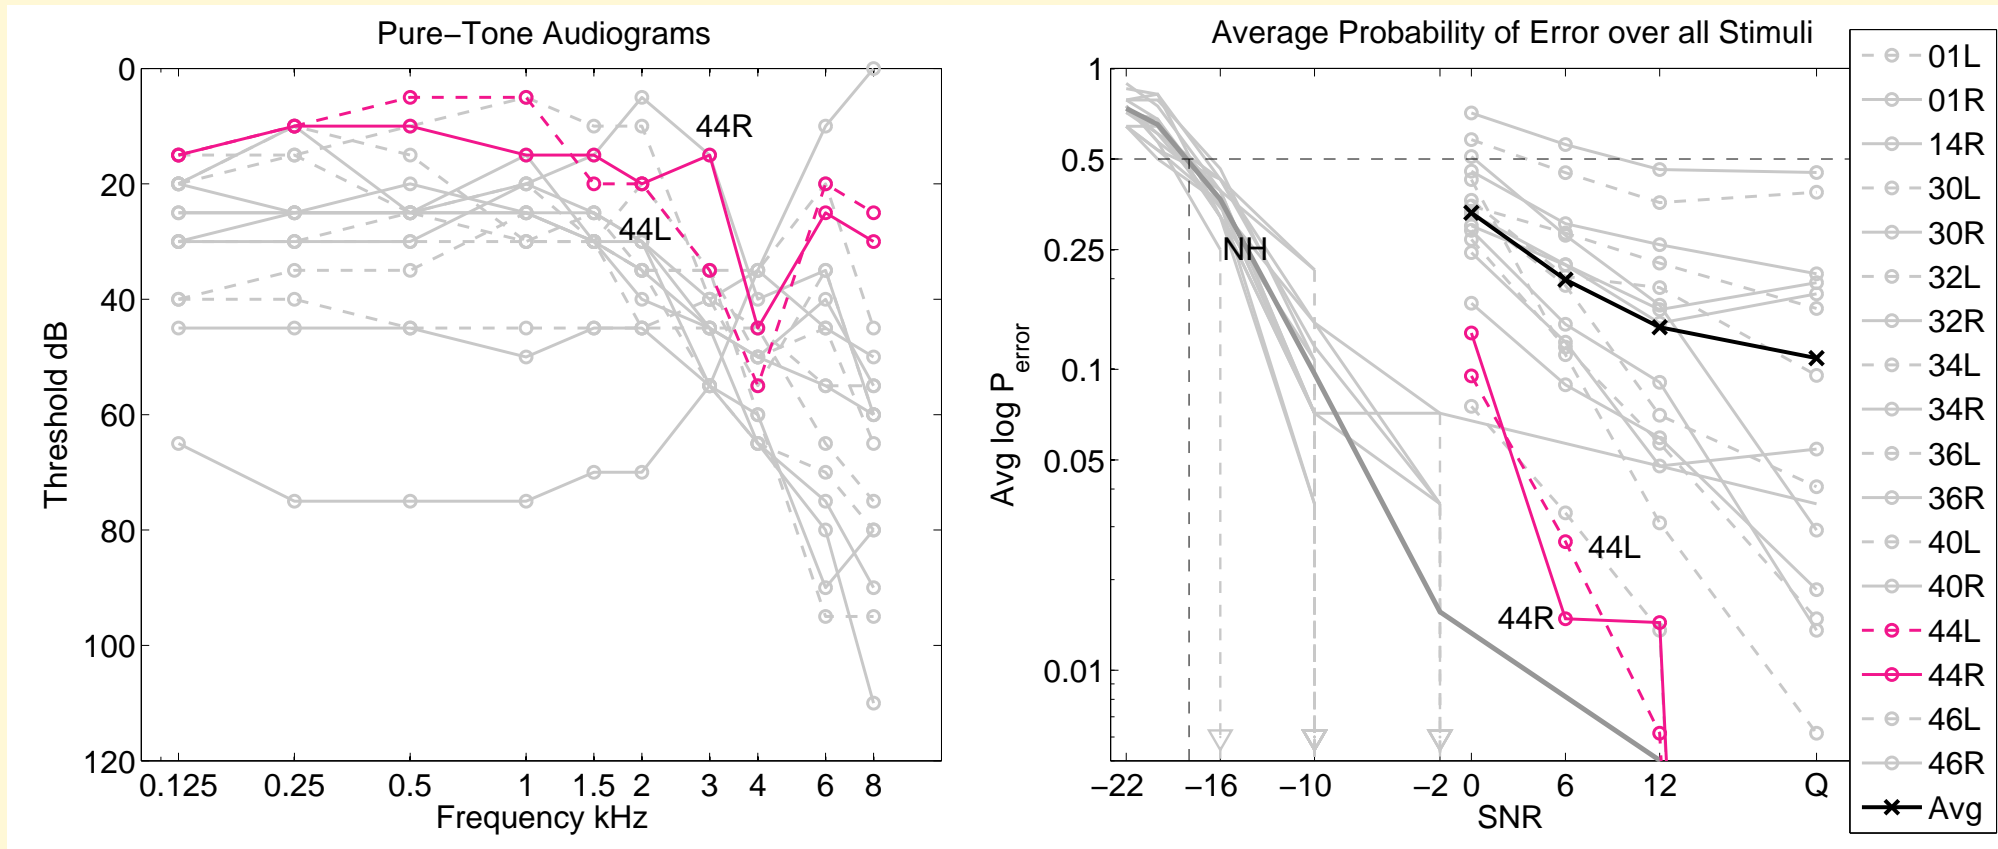 Pure−Tone Audiograms
0
20
40
60
80
100
120
Threshold dB
44R
44L
0.125 0.25 0.5 1 1.5 2 3 4 6 8
Frequency kHz
Average Probability of Error over all Stimuli
1
0.5
0.25
0.1
0.05
0.01
Avg log Perror
NH
44L
44R
−22 −16 −10 −2 0 6 12 Q
SNR
01L
01R
14R
30L
30R
32L
32R
34L
34R
36L
36R
40L
40R
44L
44R
46L
46R
Avg